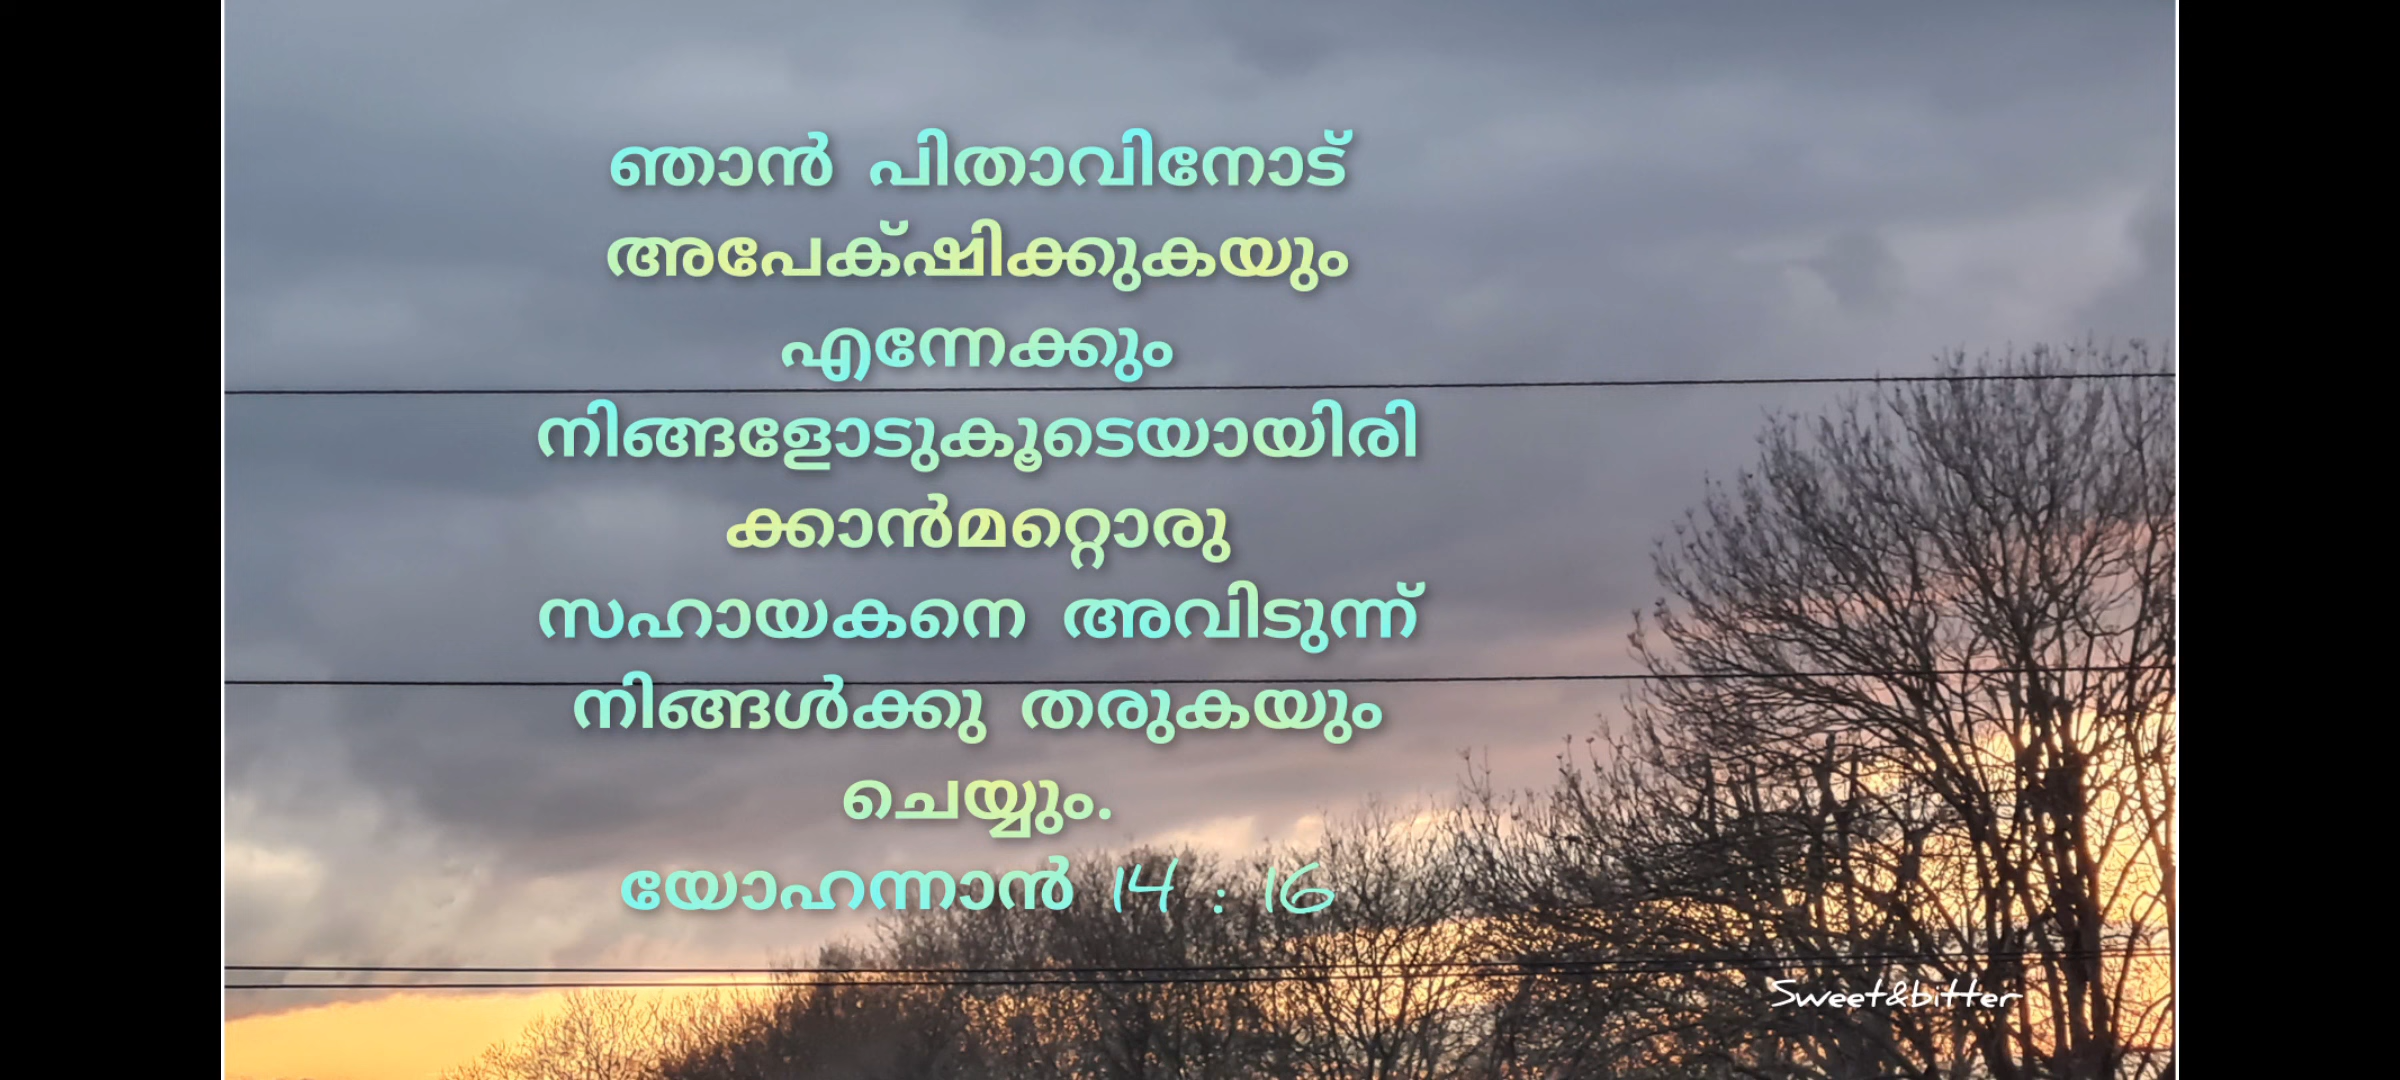 ഞാൻ പിതാവിനോട്
അപേക്‌ഷിക്കുകയും
എന്നേക്കും
നിങ്ങളോടുകൂടെയായിരി
ക്കാൻമറ്റൊരു
സഹായകനെ അവിടുന്ന്
നിങ്ങൾക്കു തരുകയും
ചെയ്യും.
യോഹന്നാൻ 14 : 16
Sweet&bitter